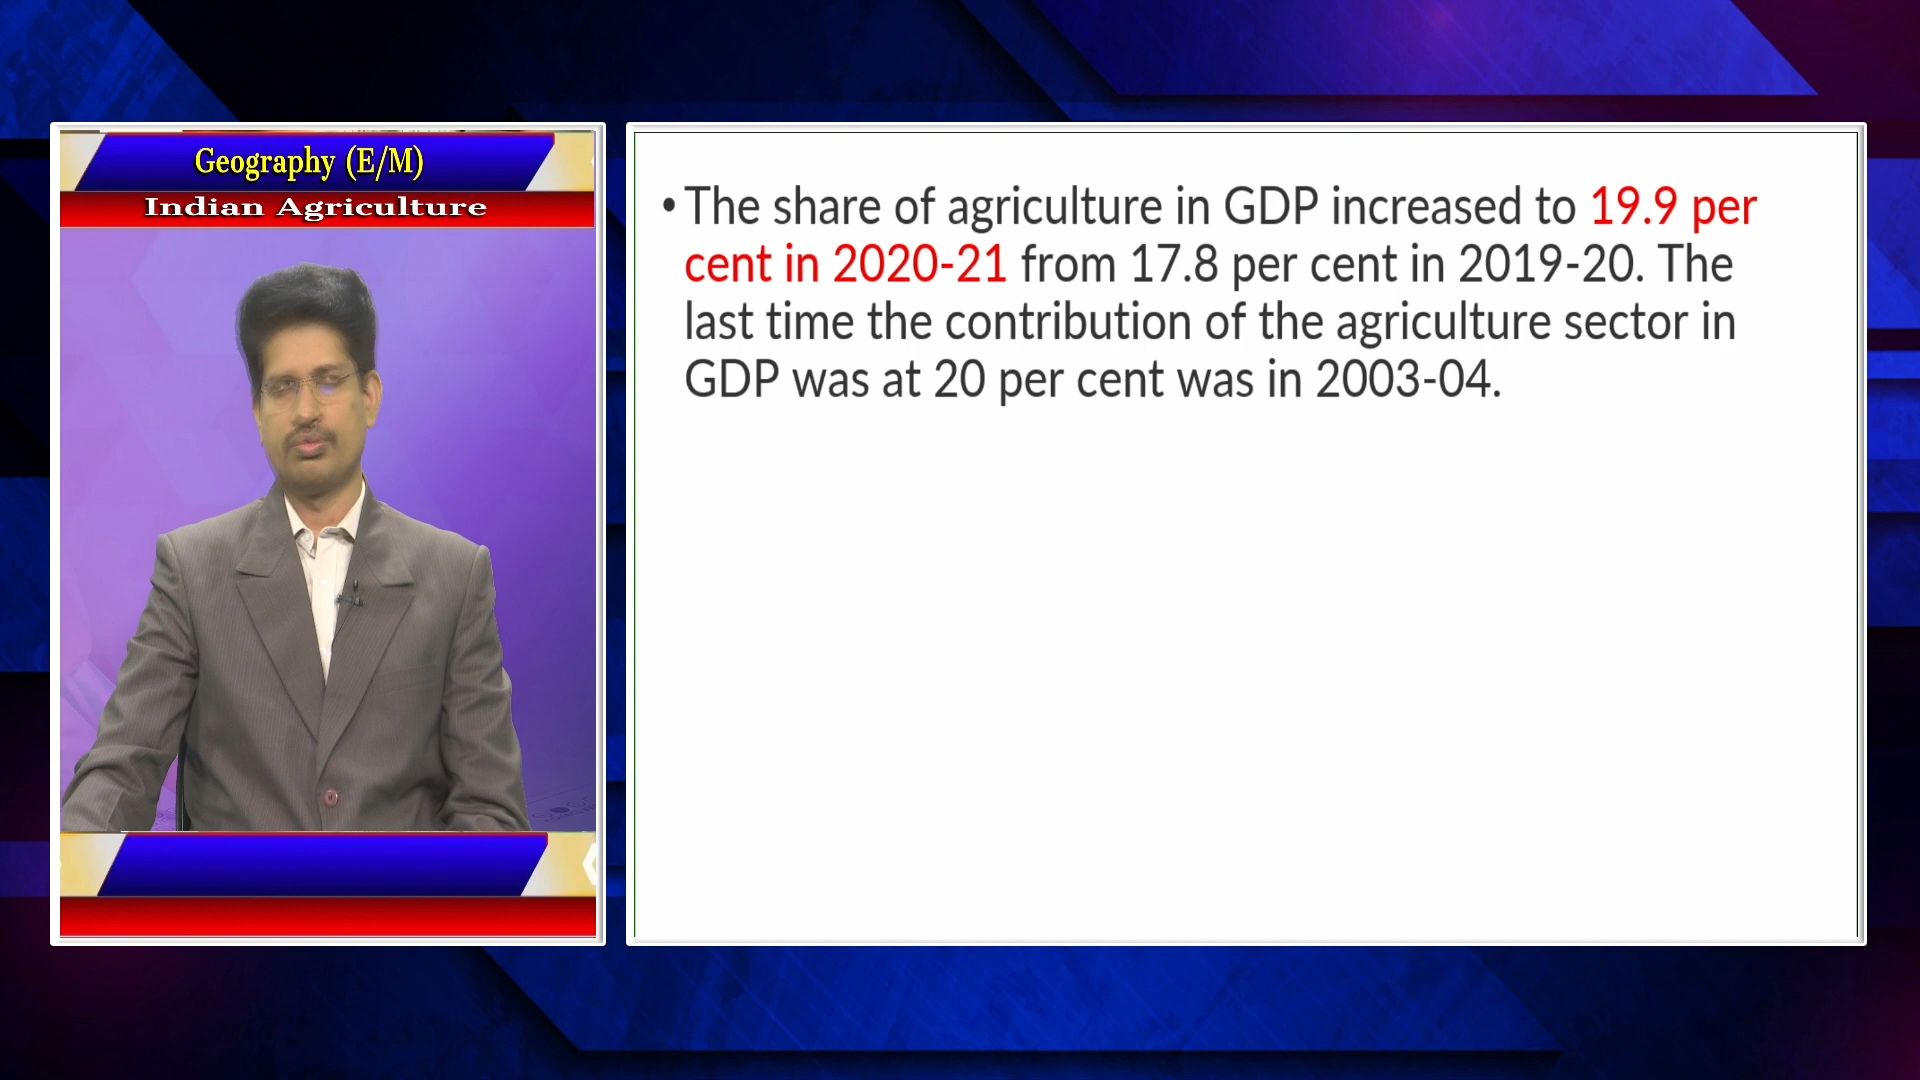 Geography (E/M)
Indian Agriculture
• The share of agriculture in GDP increased to 19.9 per
cent in 2020-21 from 17.8 per cent in 2019-20. The
last time the contribution of the agriculture sector in
GDP was at 20 per cent was in 2003-04.